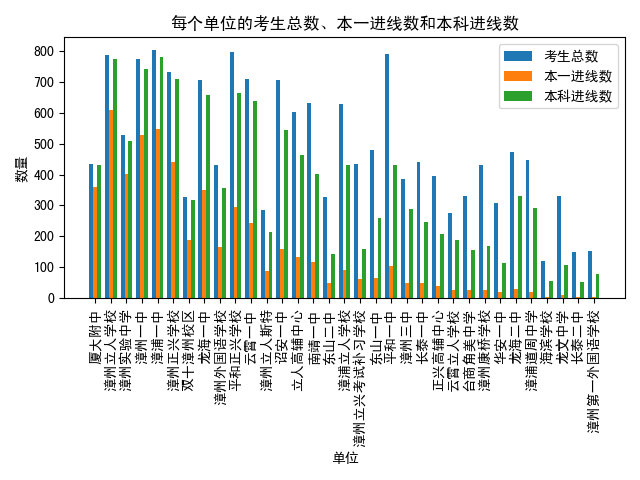 每个单位的考生总数、本一进线数和本科进线数
考生总数
本一进线数
本科进线数
数量
800
700
600
500
400
300
200
100
0
厦大附中
漳州立人学校
漳州实验中学
漳州一中
漳浦一中
漳州正兴学校
双十漳州校区
龙海一中
漳州外国语学校
平和正兴学校
云霄一中
漳州立人斯特
诏安一中
立人高辅中心
南靖一中
东山二中
漳浦立人学校
漳州立兴考试补习学校
东山一中
平和一中
漳州三中
长泰一中
正兴高辅中心
云霄立人学校
台商角美中学
漳州康桥学校
华安一中
龙海二中
漳浦道周中学
海滨学校
龙文中学
长泰二中
漳州第一外国语学校
单位